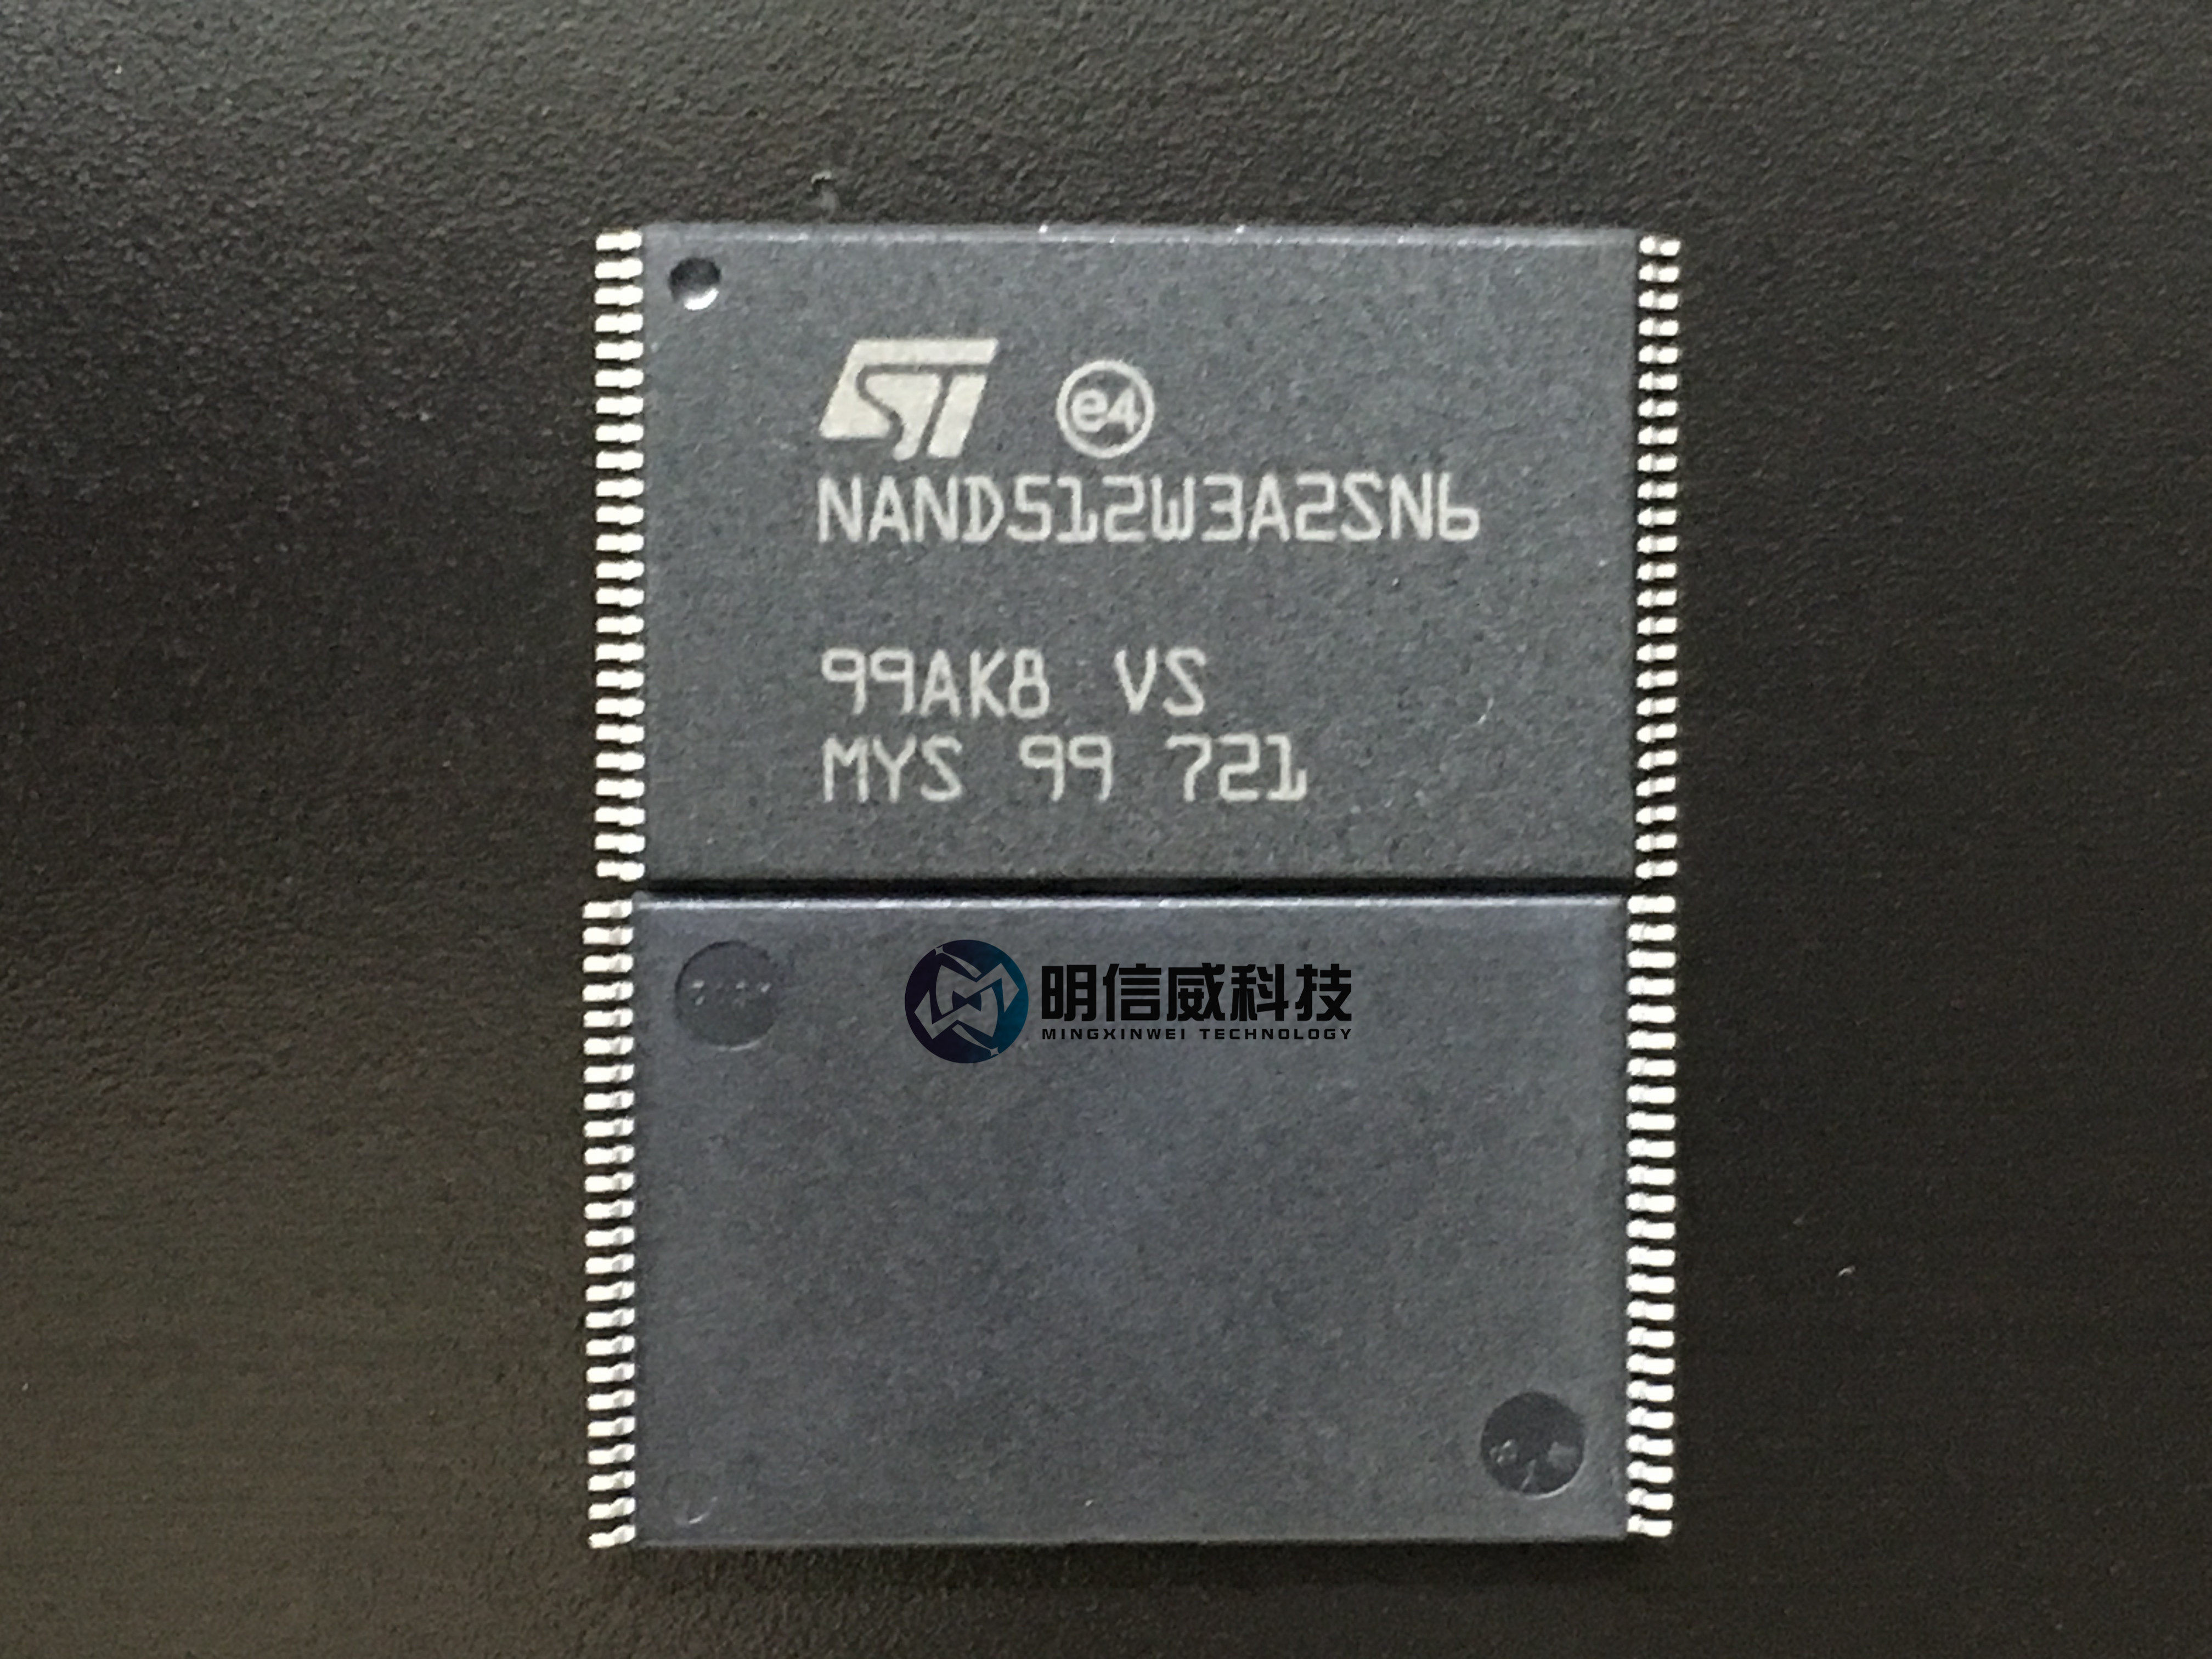 ST e4
NAND512W3A2SN6
99AK8 VS
MYS 99 721
明信威科技
MINGXINWEI TECHNOLOGY